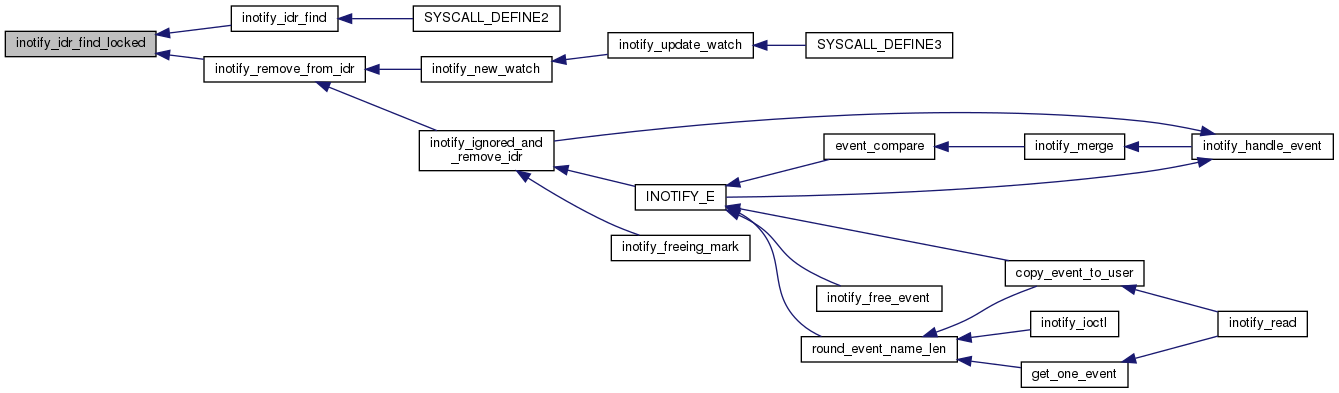 inotify_idr_find
SYSCALL_DEFINE2
inotify_idr_find_locked
inotify_update_watch
SYSCALL_DEFINE3
inotify_remove_from_idr
inotify_new_watch
inotify_ignored_and
_remove_idr
event_compare
inotify_merge
inotify_handle_event
INOTIFY_E
inotify_freeing_mark
copy_event_to_user
inotify_free_event
inotify_ioctl
inotify_read
round_event_name_len
get_one_event